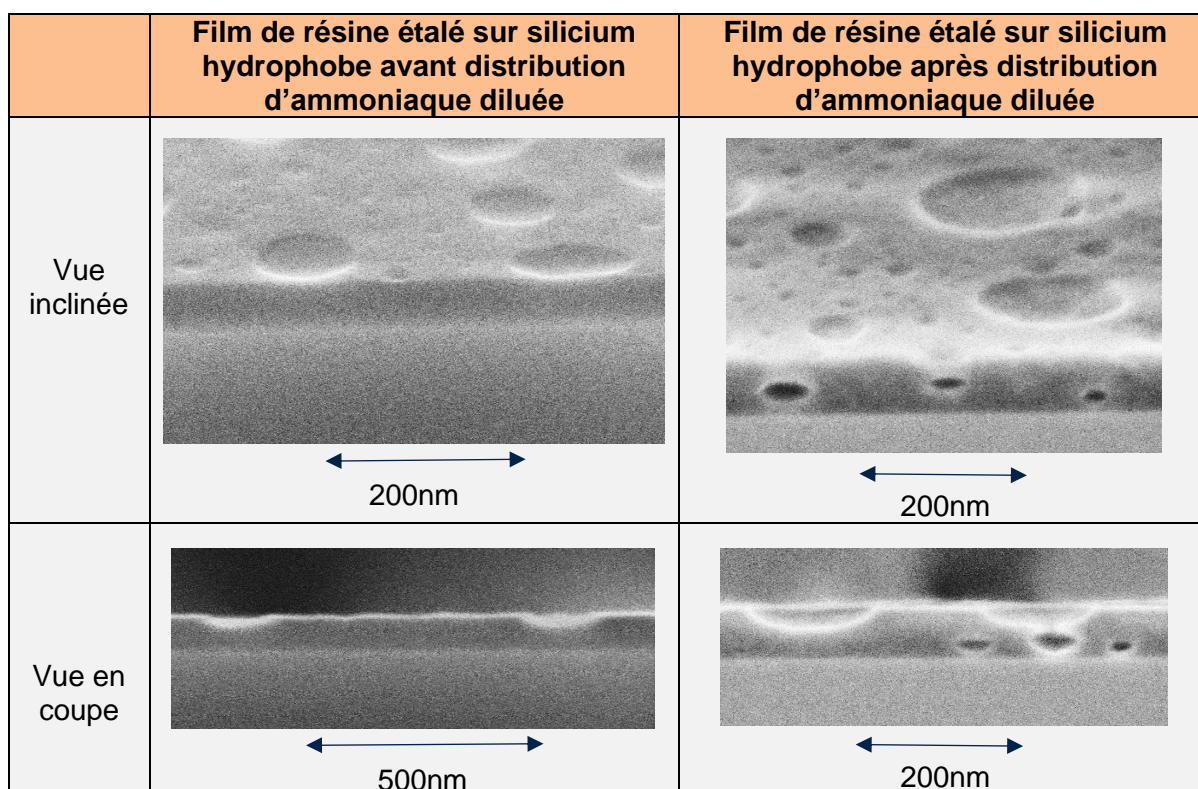 Film de résine étalé sur silicium
hydrophobe avant distribution
d’ammoniaque diluée
Film de résine étalé sur silicium
hydrophobe après distribution
d’ammoniaque diluée
Vue
inclinée
200nm
200nm
Vue en
coupe
500nm
200nm